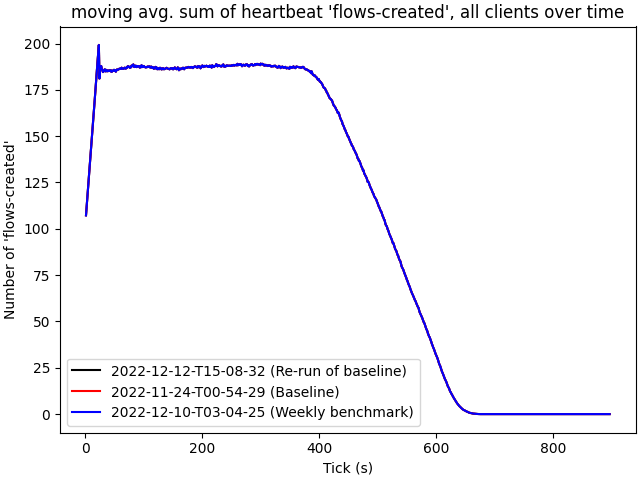 moving avg. sum of heartbeat 'flows-created', all clients over time
Number of 'flows-created'
200
175
150
125
100
75
50
25
0
2022-12-12-T15-08-32 (Re-run of baseline)
2022-11-24-T00-54-29 (Baseline)
2022-12-10-T03-04-25 (Weekly benchmark)
0 200 400 600 800
Tick (s)